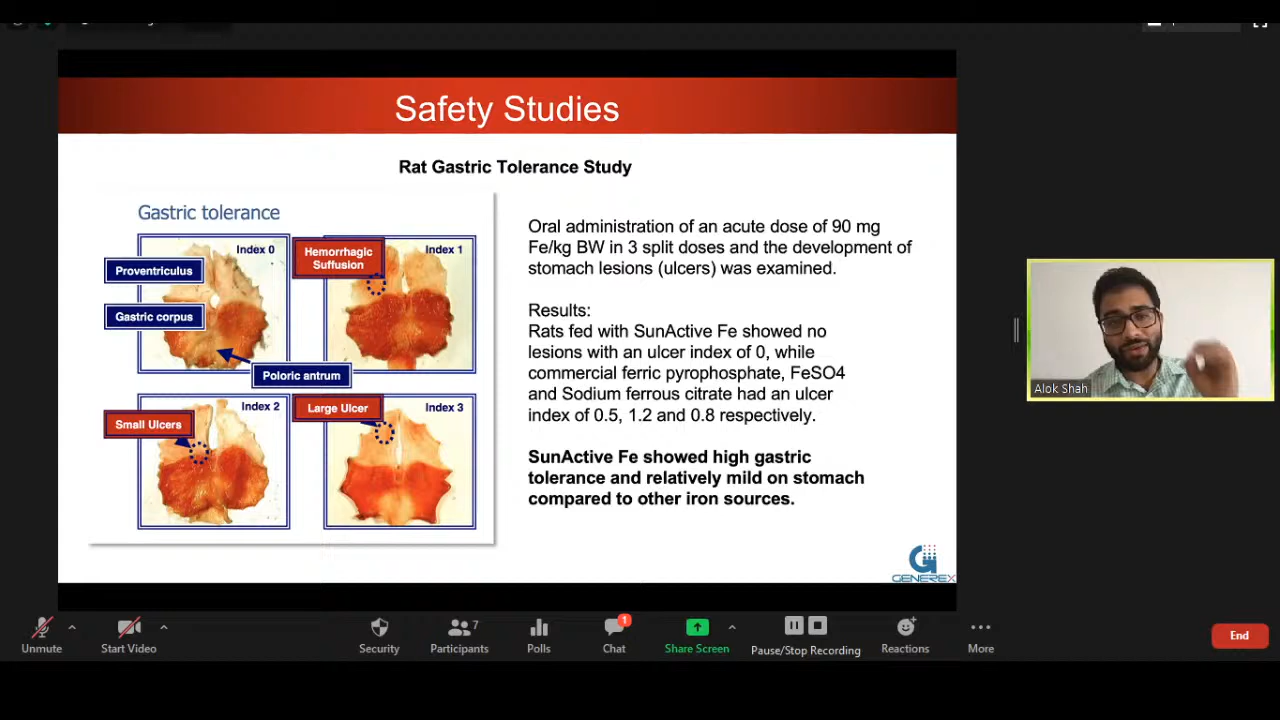 Safety Studies
Rat Gastric Tolerance Study
Gastric tolerance
Index 0
Proventriculus
Gastric corpus
Poloric antrum
Hemorrhagic
Suffusion
Index 1
Small Ulcers
Index 2
Large Ulcer
Index 3
Oral administration of an acute dose of 90 mg
Fe/kg BW in 3 split doses and the development of
stomach lesions (ulcers) was examined.
Results:
Rats fed with SunActive Fe showed no
lesions with an ulcer index of 0, while
commercial ferric pyrophosphate, FeSO4
and Sodium ferrous citrate had an ulcer
index of 0.5, 1.2 and 0.8 respectively.
SunActive Fe showed high gastric
tolerance and relatively mild on stomach
compared to other iron sources.
GENEREX
Alok Shah
Unmute
Start Video
Security
7
Participants
Polls
1
Chat
Share Screen
Pause/Stop Recording
Reactions
More
End